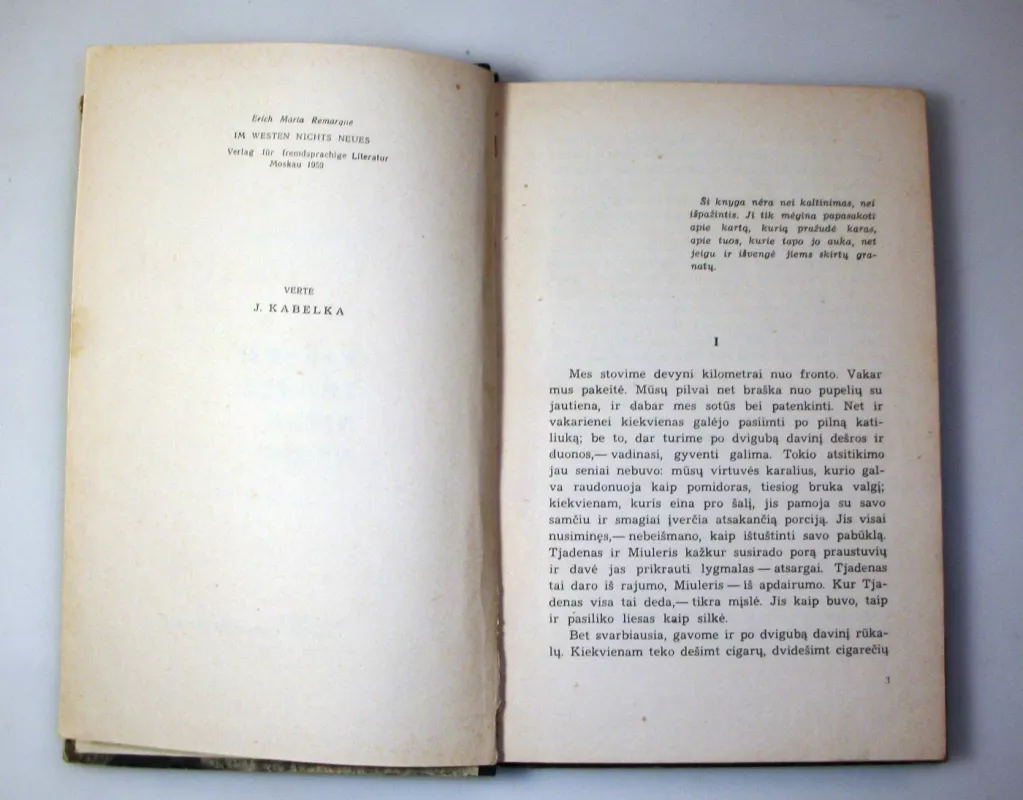 Erich Maria Remarque
IM WESTEN NICHTS NEUES
Verlag für fremdsprachige Literatur
Moskau 1959
VERTĖ
J. KABELKA
Ši knyga nėra nei kaltinimas, nei
išpažintis. Ji tik mėgina papasakoti
apie kartą, kurią pražudė karas,
apie tuos, kurie tapo jo auka, net
jeigu ir išvengė jiems skirtų gra-
natų.
I
Mes stovime devyni kilometrai nuo fronto. Vakar
mus pakeitė. Mūsų pilvai net braška nuo pupelių su
jautiena, ir dabar mes sotūs bei patenkinti. Net ir
vakarienei kiekvienas galėjo pasiimti po pilną kati-
liuką; be to, dar turime po dvigubą davinį dešros ir
duonos,— vadinasi, gyventi galima. Tokio atsitikimo
jau seniai nebuvo: mūsų virtuvės karalius, kurio gal-
va raudonuoja kaip pomidoras, tiesiog bruka valgį;
kiekvienam, kuris eina pro šalį, jis pamoja su savo
samčiu ir smagiai įverčia atsakančią porciją. Jis visai
nusiminęs,— nebeišmano, kaip ištuštinti savo pabūklą.
Tjadenas ir Miuleris kažkur susirado porą praustuvių
ir davė jas prikrauti lygmalas — atsargai. Tjadenas
tai daro iš rajumo, Miuleris — iš apdairumo. Kur Tja-
denas visa tai deda,— tikra mįslė. Jis kaip buvo, taip
ir pasiliko liesas kaip silkė.
Bet svarbiausia, gavome ir po dvigubą davinį rūka-
lų. Kiekvienam teko dešimt cigarų, dvidešimt cigarečių
3